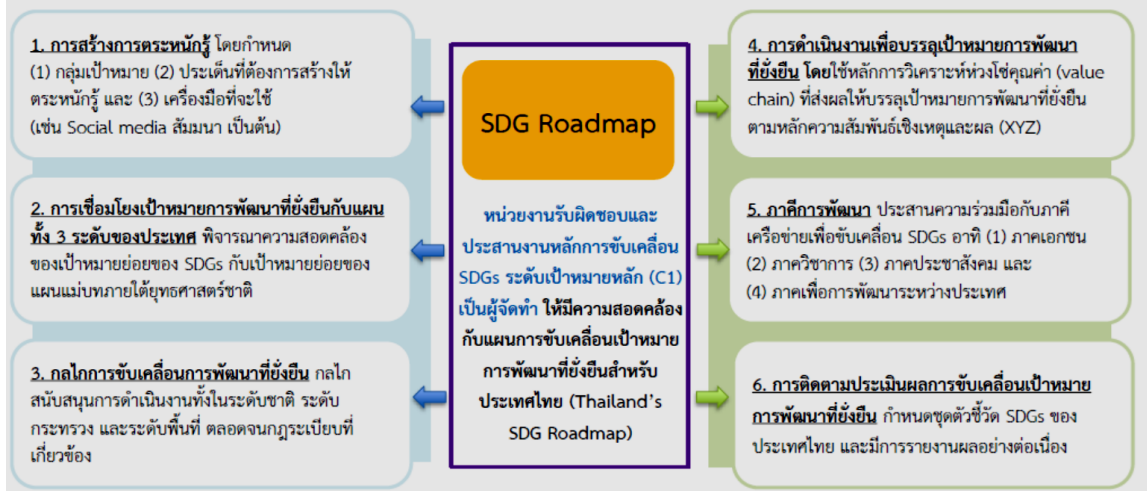 1. การสร้างการตระหนักรู้ โดยกำหนด
(1) กลุ่มเป้าหมาย (2) ประเด็นที่ต้องการสร้างให้
ตระหนักรู้ และ (3) เครื่องมือที่จะใช้
(เช่น Social media สัมมนา เป็นต้น)
2. การเชื่อมโยงเป้าหมายการพัฒนาที่ยั่งยืนกับแผน
ทั้ง 3 ระดับของประเทศ พิจารณาความสอดคล้อง
ของเป้าหมายย่อยของ SDGs กับเป้าหมายย่อยของ
แผนแม่บทภายใต้ยุทธศาสตร์ชาติ
3. กลไกการขับเคลื่อนการพัฒนาที่ยั่งยืน กลไก
สนับสนุนการดำเนินงานทั้งในระดับชาติ ระดับ
กระทรวง และระดับพื้นที่ ตลอดจนกฎระเบียบที่
เกี่ยวข้อง
SDG Roadmap
หน่วยงานรับผิดชอบและ
ประสานงานหลักการขับเคลื่อน
SDGs ระดับเป้าหมายหลัก (C1)
เป็นผู้จัดทำ ให้มีความสอดคล้อง
กับแผนการขับเคลื่อนเป้าหมาย
การพัฒนาที่ยั่งยืนสำหรับ
ประเทศไทย (Thailand's
SDG Roadmap)
4. การดำเนินงานเพื่อบรรลุเป้าหมายการพัฒนา
ที่ยั่งยืน โดยใช้หลักการวิเคราะห์ห่วงโซ่คุณค่า (value
chain) ที่ส่งผลให้บรรลุเป้าหมายการพัฒนาที่ยั่งยืน
ตามหลักความสัมพันธ์เชิงเหตุและผล (XYZ)
5. ภาคีการพัฒนา ประสานความร่วมมือกับภาคี
เครือข่ายเพื่อขับเคลื่อน SDGs อาทิ (1) ภาคเอกชน
(2) ภาควิชาการ (3) ภาคประชาสังคม และ
(4) ภาคเพื่อการพัฒนาระหว่างประเทศ
6. การติดตามประเมินผลการขับเคลื่อนเป้าหมาย
การพัฒนาที่ยั่งยืน กำหนดชุดตัวชี้วัด SDGs ของ
ประเทศไทย และมีการรายงานผลอย่างต่อเนื่อง